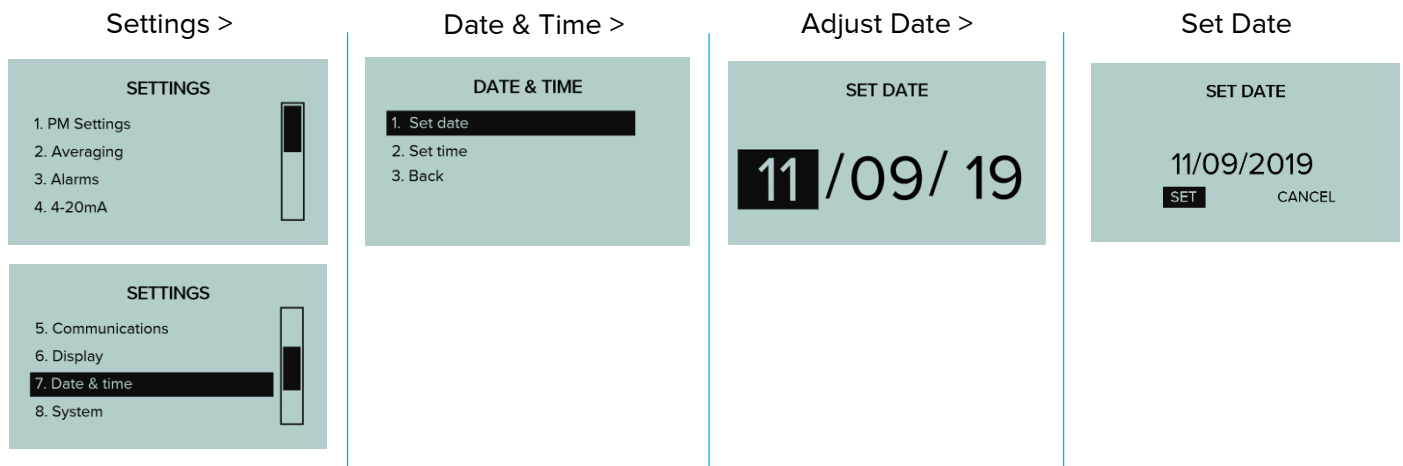 Settings >
SETTINGS
1. PM Settings
2. Averaging
3. Alarms
4. 4-20mA
SETTINGS
5. Communications
6. Display
7. Date & time
8. System
Date & Time >
DATE & TIME
1. Set date
2. Set time
3. Back
Adjust Date >
SET DATE
11/09/ 19
Set Date
SET DATE
11/09/2019
SET CANCEL